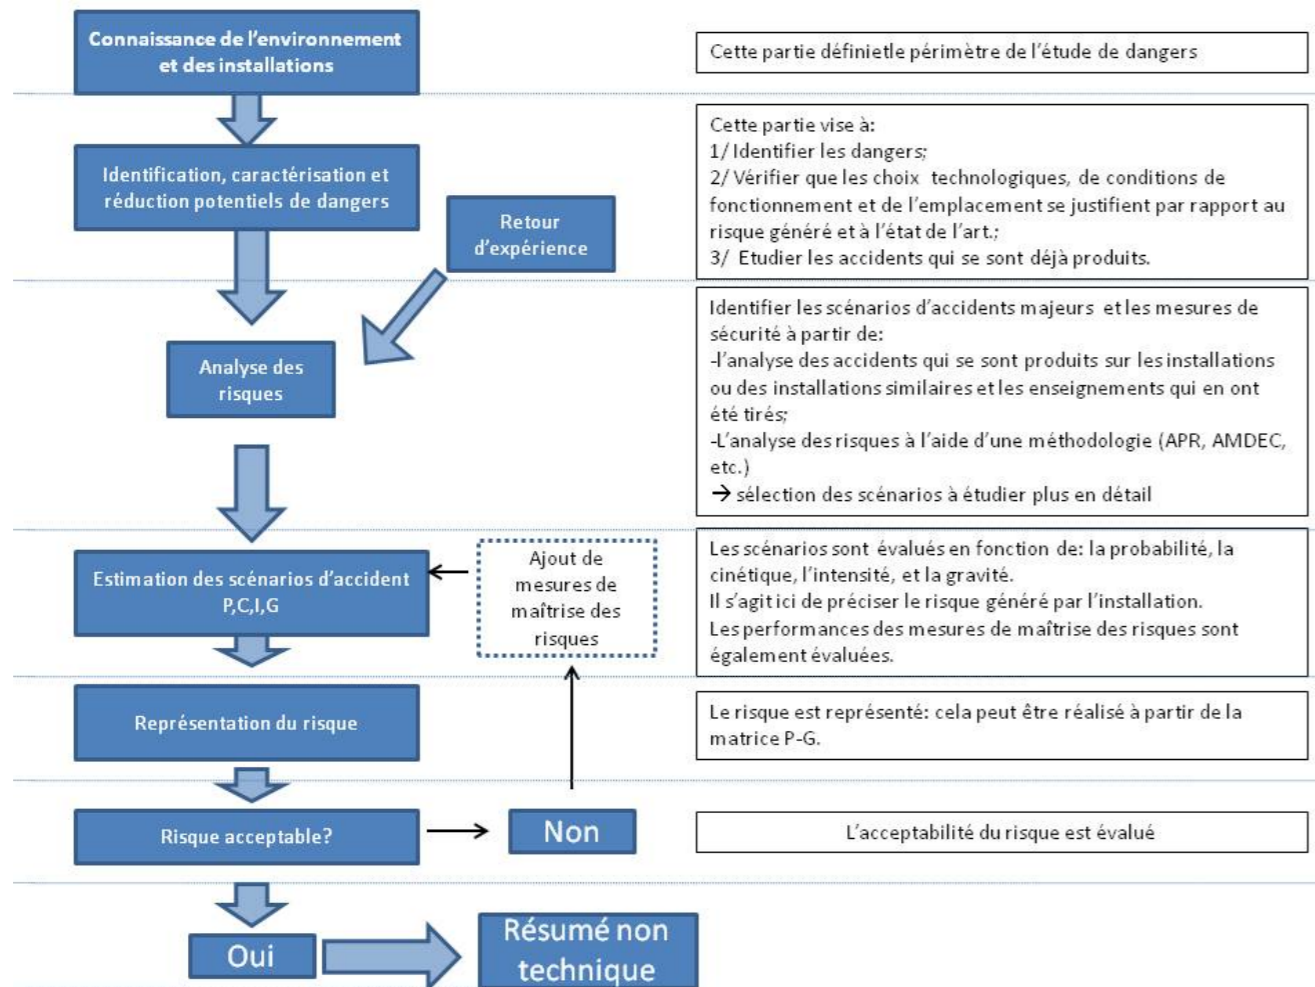 Connaissance de l'environnement
et des installations
Cette partie définietle périmètre de l'étude de dangers
Identification, caractérisation et
réduction potentiels de dangers
Retour
d'expérience
Cette partie vise à:
1/ Identifier les dangers;
2/ Vérifier que les choix technologiques, de conditions de
fonctionnement et de l'emplacement se justifient par rapport au
risque généré et à l'état de l'art.;
3/ Etudier les accidents qui se sont déjà produits.
Analyse des
risques
Identifier les scénarios d'accidents majeurs et les mesures de
sécurité à partir de:
-l'analyse des accidents qui se sont produits sur les installations
ou des installations similaires et les enseignements qui en ont
été tirés;
-L'analyse des risques à l'aide d'une méthodologie (APR, AMDEC,
etc.)
→ sélection des scénarios à étudier plus en détail
Estimation des scénarios d'accident
P,C,I,G
Ajout de
mesures de
maîtrise des
risques
Les scénarios sont évalués en fonction de: la probabilité, la
cinétique, l'intensité, et la gravité.
Il s'agit ici de préciser le risque généré par l'installation.
Les performances des mesures de maîtrise des risques sont
également évaluées.
Représentation du risque
Le risque est représenté: cela peut être réalisé à partir de la
matrice P-G.
Risque acceptable?
Non
L'acceptabilité du risque est évalué
Oui
Résumé non
technique